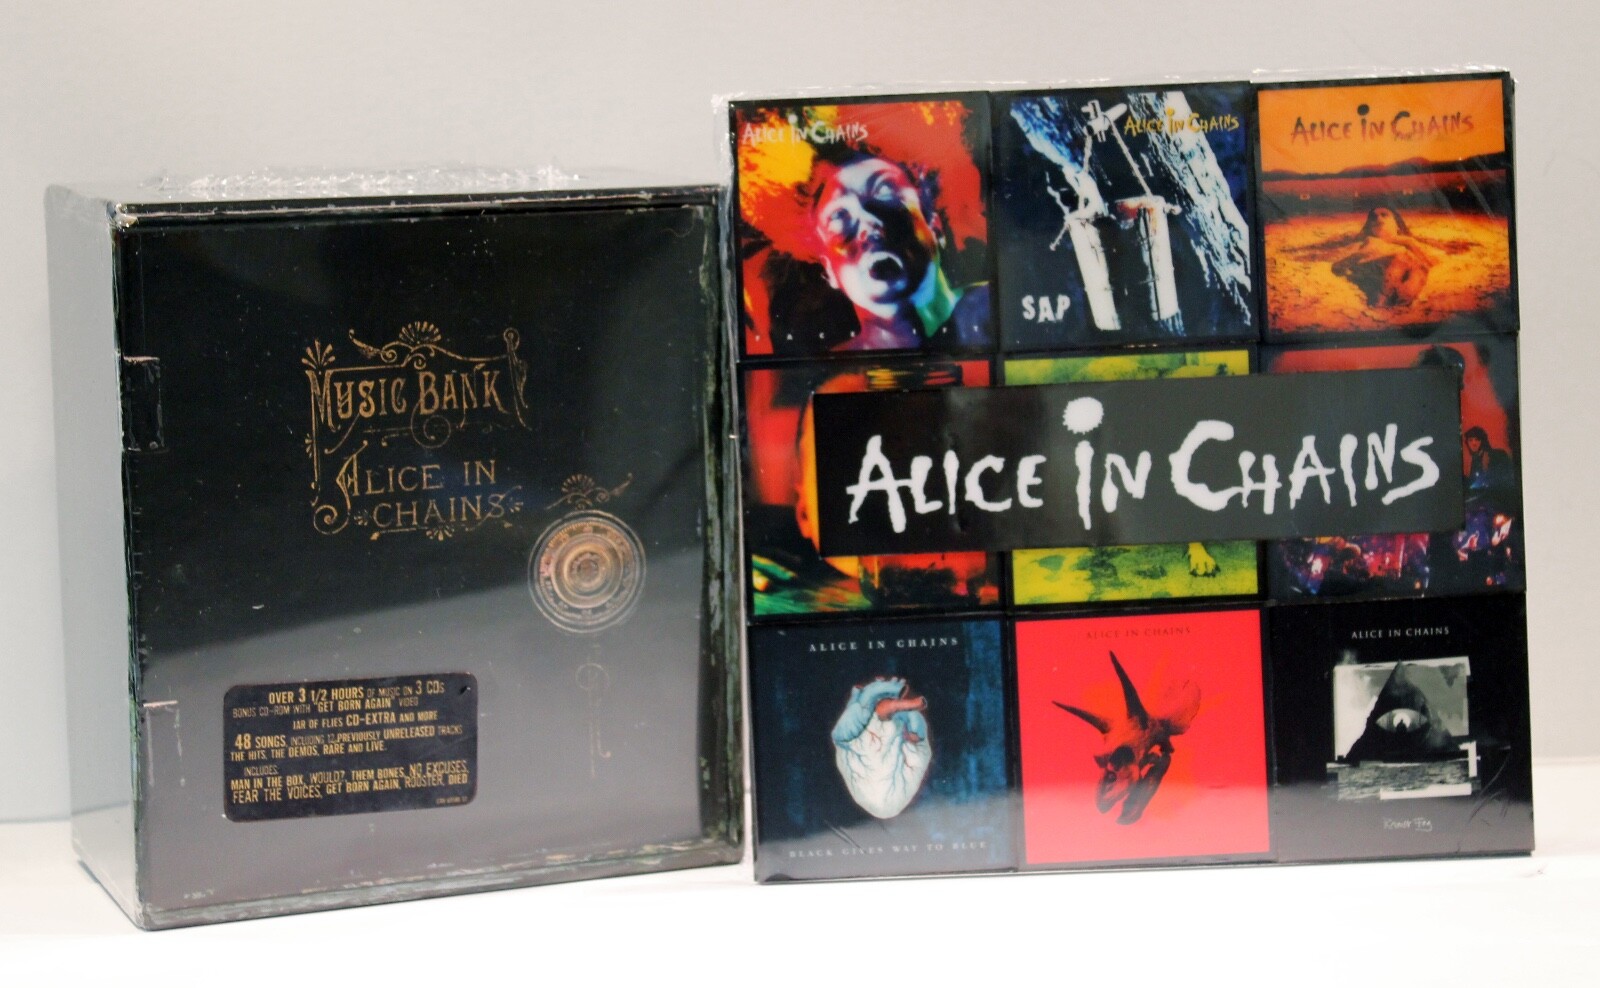 MUSIC BANK
ALICE IN
CHAINS
OVER 3 1/2 HOURS OF MUSIC ON 3 CDs
BONUS CD-ROM WITH "GET BORN AGAIN" VIDEO
JAR OF FLIES CD-EXTRA AND MORE
48 SONGS, INCLUDING 12 PREVIOUSLY UNRELEASED TRACKS
THE HITS, THE DEMOS, RARE AND LIVE.
INCLUDES:
MAN IN THE BOX, WOULD?, THEM BONES, NO EXCUSES,
FEAR THE VOICES, GET BORN AGAIN, ROOSTER, DIED
ALICE IN CHAINS
FACELIFT
ALICE IN CHAINS
SAP
ALICE IN CHAINS
ALICE IN CHAINS
ALICE IN CHAINS
BLACK GIVES WAY TO BLUE
ALICE IN CHAINS
ALICE IN CHAINS
Rainier Fog